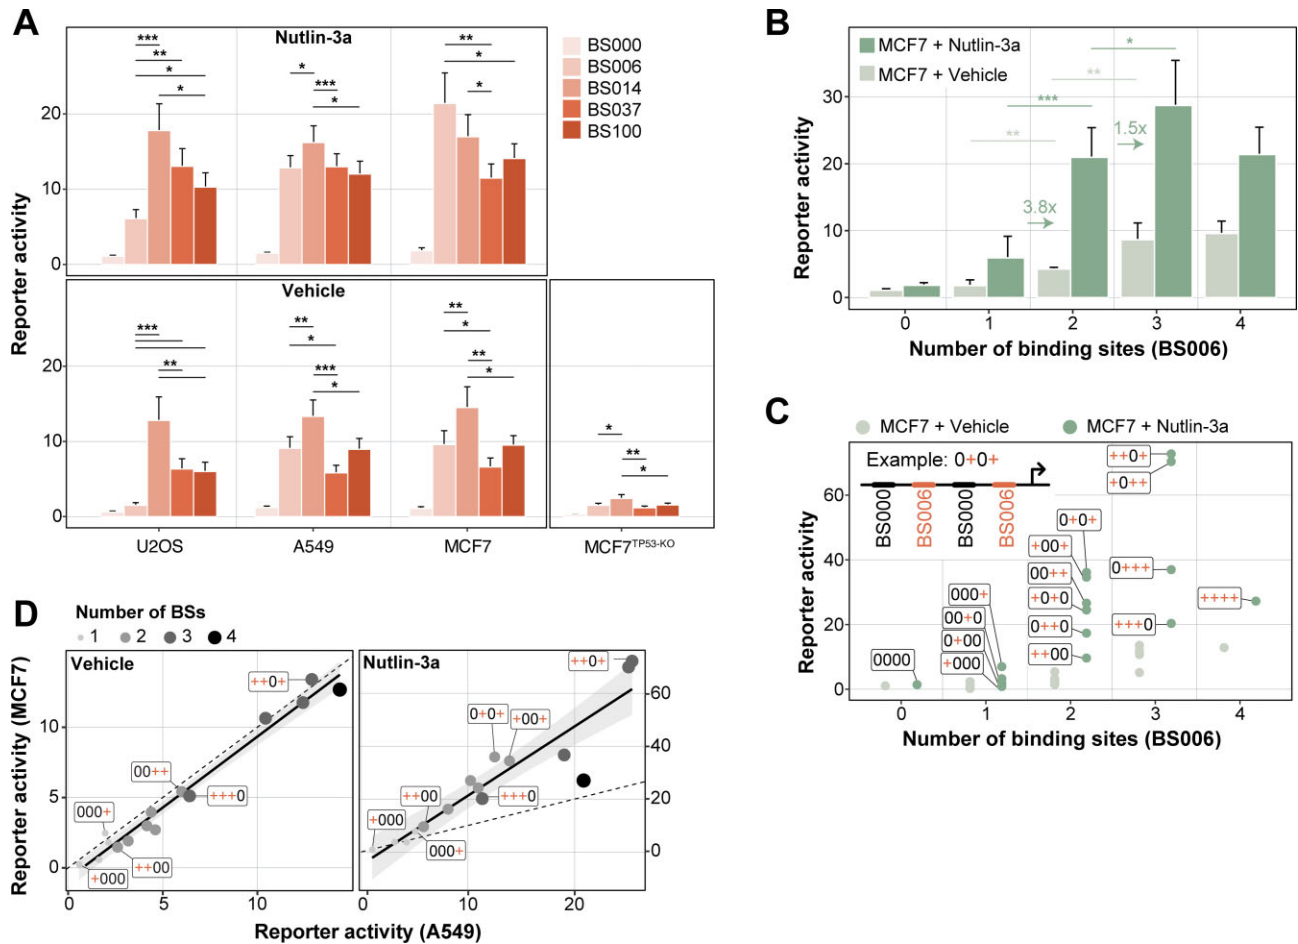 A
Nutlin-3a
BS000
BS006
BS014
BS037
BS100
*** ** * *
* *** *
** * *
20
10
0
Reporter activity
Vehicle
*** **
** * *** *
** * ** *
* ** *
20
10
0
U2OS A549 MCF7 MCF7TP53-KO
B
MCF7 + Nutlin-3a
MCF7 + Vehicle
*
**
***
**
1.5x
3.8x
30
20
10
0
Reporter activity
0 1 2 3 4
Number of binding sites (BS006)
C
MCF7 + Vehicle MCF7 + Nutlin-3a
Example: 0+0+
BS000 BS006 BS000 BS006
++0+
+0++
0+0+
+00+
00++
+0+0
0++0
++00
0+++
+++0
++++
000+
00+0
0+00
+000
0000
60
40
20
0
Reporter activity
0 1 2 3 4
Number of binding sites (BS006)
D
Number of BSs
1 2 3 4
Vehicle
++0+
00++
+++0
000+
++00
+000
10
5
0
Reporter activity (MCF7)
0 5 10
Nutlin-3a
++0+
0+0+
+00+
++00
+++0
+000
000+
60
40
20
0
0 10 20
Reporter activity (A549)